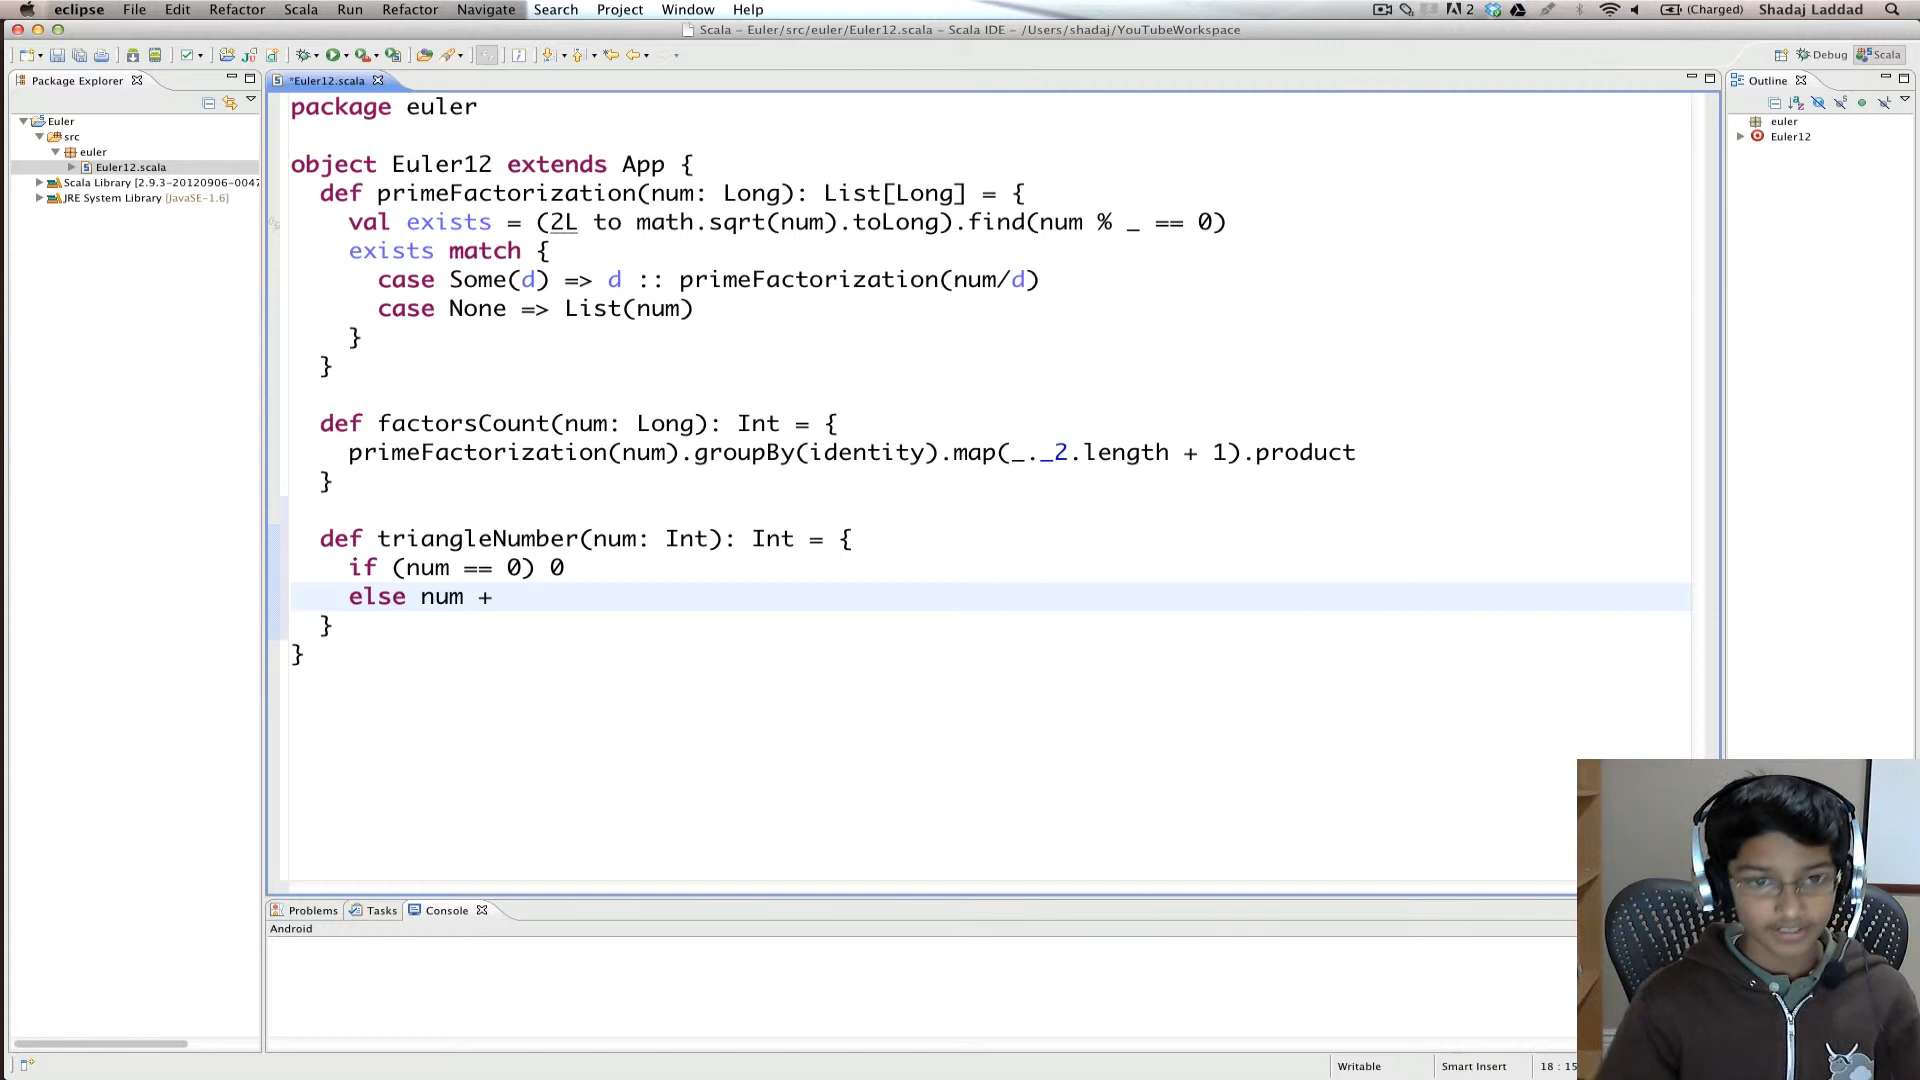 eclipse File Edit Refactor Scala Run Refactor Navigate Search Project Window Help 2 (Charged) Shadaj Laddad
Scala – Euler/src/euler/Euler12.scala – Scala IDE – /Users/shadaj/YouTubeWorkspace
Debug Scala
Package Explorer
*Euler12.scala
Outline
Euler
src
euler
Euler12.scala
Scala Library [2.9.3-20120906-0047
JRE System Library [JavaSE-1.6]
package euler
object Euler12 extends App {
def primeFactorization(num: Long): List[Long] = {
val exists = (2L to math.sqrt(num).toLong).find(num % _ == 0)
exists match {
case Some(d) => d :: primeFactorization(num/d)
case None => List(num)
}
}
def factorsCount(num: Long): Int = {
primeFactorization(num).groupBy(identity).map(_._2.length + 1).product
}
def triangleNumber(num: Int): Int = {
if (num == 0) 0
else num +
}
}
euler
Euler12
Problems Tasks Console
Android
Writable Smart Insert 18 : 15